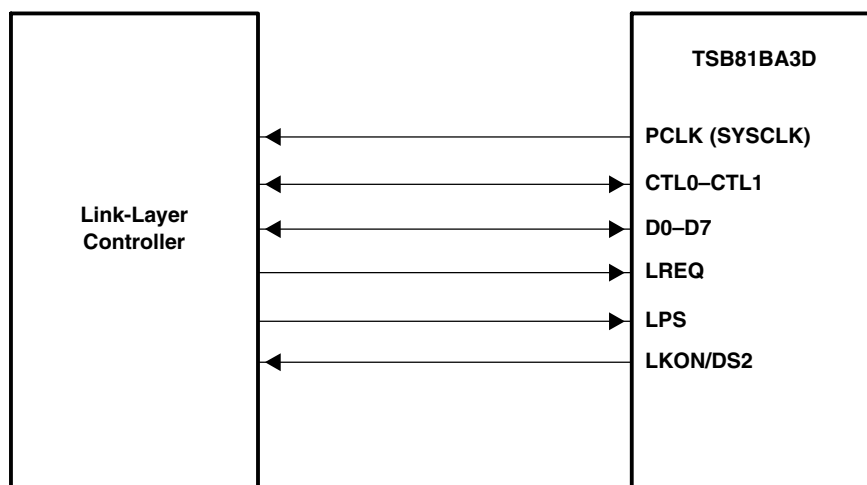 TSB81BA3D
PCLK (SYSCLK)
CTL0–CTL1
Link-Layer
Controller
D0–D7
LREQ
LPS
LKON/DS2